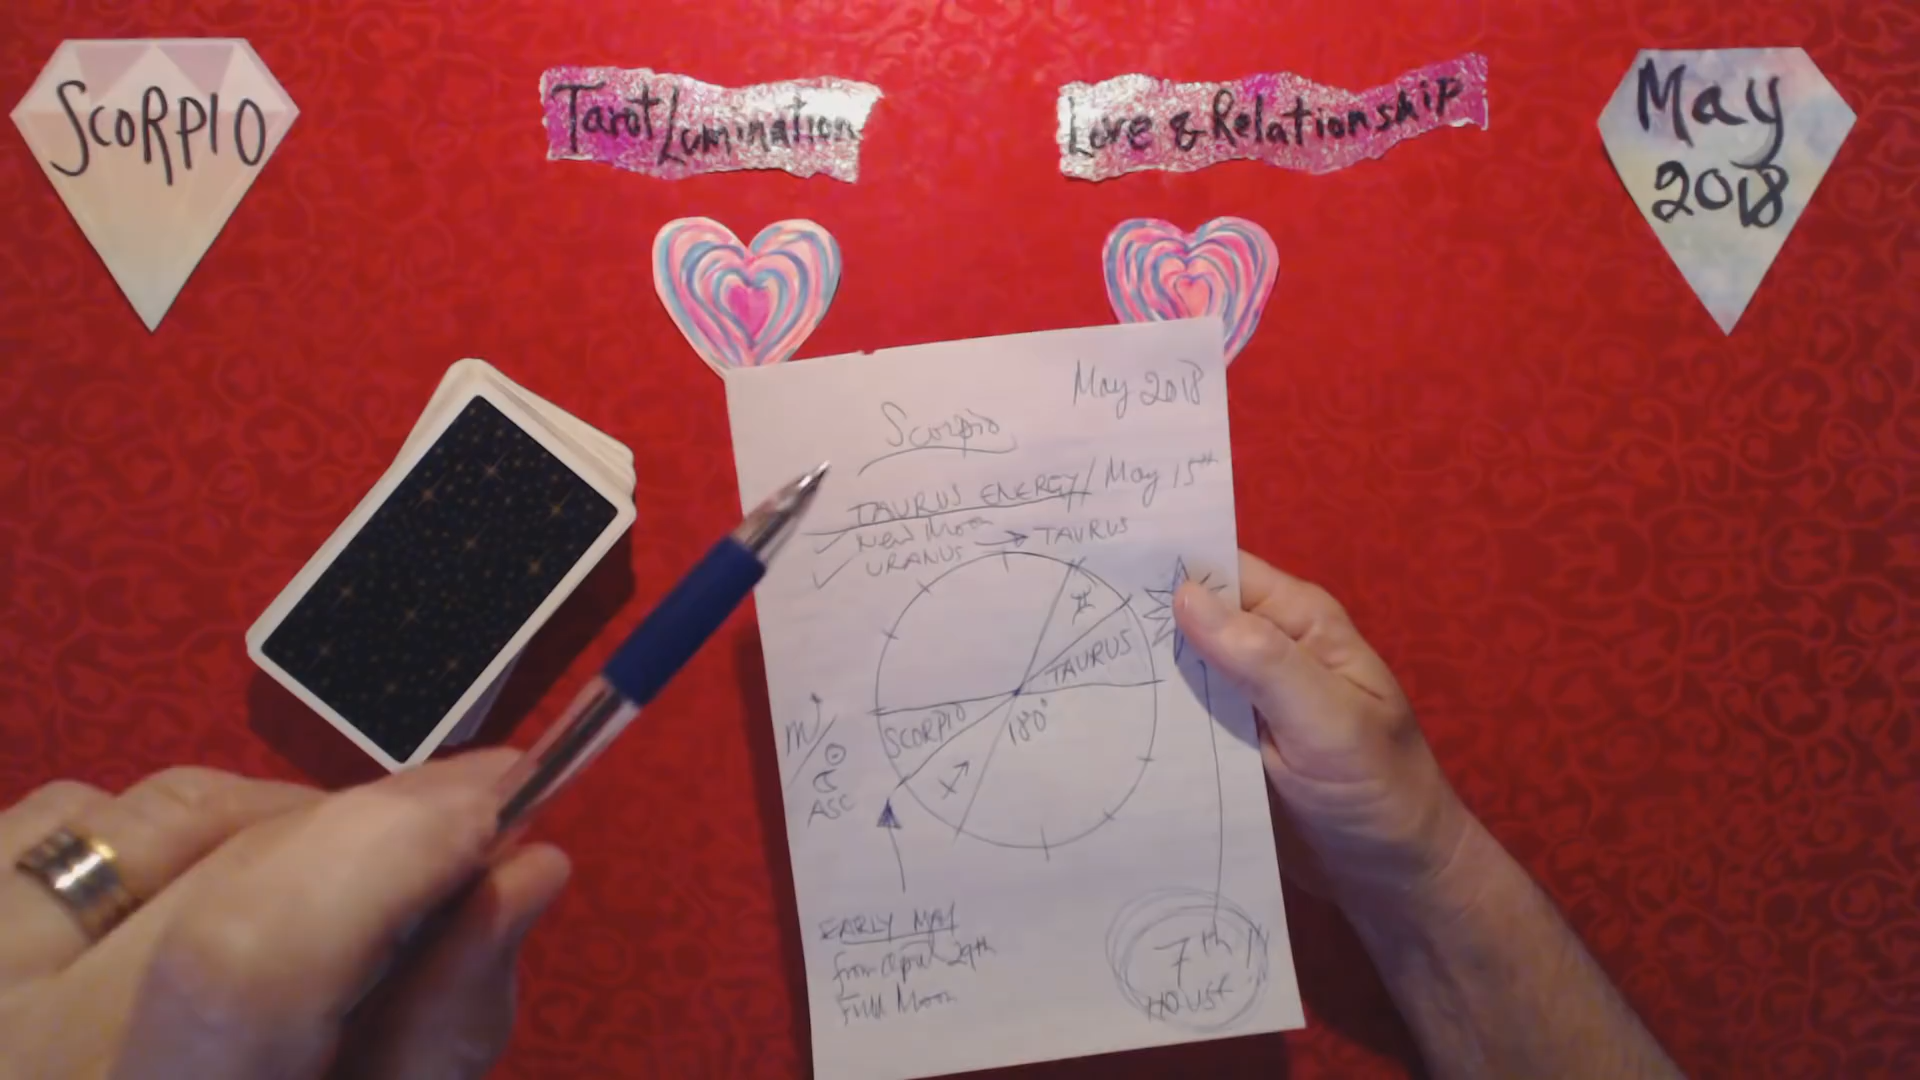 SCORPIO
Tarot Lumination
Love & Relationship
May
2018
May 2018
Scorpio
TAURUS ENERGY / May 15th
New Moon → TAURUS
URANUS
TAURUS
SCORPIO
180°
ASC
EARLY MAY
from April 29th
Full Moon
7th
HOUSE